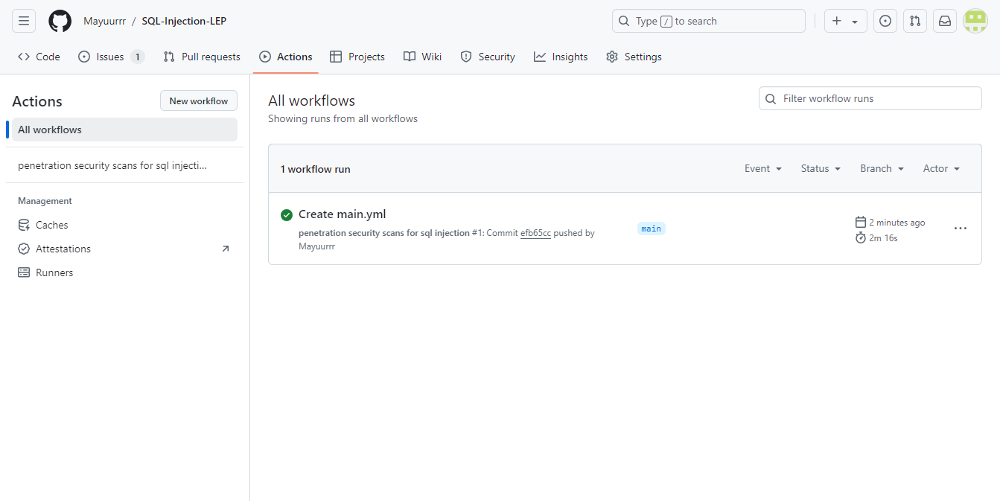 Mayuurrr / SQL-Injection-LEP
Type / to search
Code
Issues 1
Pull requests
Actions
Projects
Wiki
Security
Insights
Settings
Actions
New workflow
All workflows
penetration security scans for sql injecti...
Management
Caches
Attestations
Runners
All workflows
Showing runs from all workflows
Filter workflow runs
1 workflow run
Event
Status
Branch
Actor
Create main.yml
penetration security scans for sql injection #1: Commit efb65cc pushed by
Mayuurrr
main
2 minutes ago
2m 16s